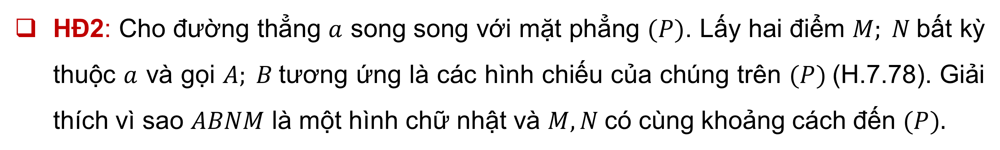 ❑ HĐ2: Cho đường thẳng a song song với mặt phẳng (P). Lấy hai điểm M; N bất kỳ
thuộc a và gọi A; B tương ứng là các hình chiếu của chúng trên (P) (H.7.78). Giải
thích vì sao ABNM là một hình chữ nhật và M, N có cùng khoảng cách đến (P).